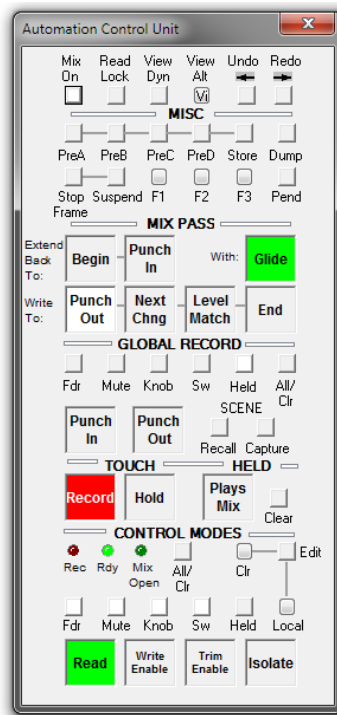 Automation Control Unit
Mix Read View View Undo Redo
On Lock Dyn Alt
Vi
MISC
PreA PreB PreC PreD Store Dump
Stop Suspend F1 F2 F3 Pend
Frame
MIX PASS
Extend
Back
To:
Begin
Punch
In
With:
Glide
Write
To:
Punch
Out
Next
Chng
Level
Match
End
GLOBAL RECORD
Fdr Mute Knob Sw Held All/
Clr
Punch
In
Punch
Out
SCENE
Recall Capture
TOUCH HELD
Record
Hold
Plays
Mix
Clear
CONTROL MODES
Rec Rdy Mix
Open
All/
Clr
Clr
Edit
Fdr Mute Knob Sw Held Local
Read
Write
Enable
Trim
Enable
Isolate